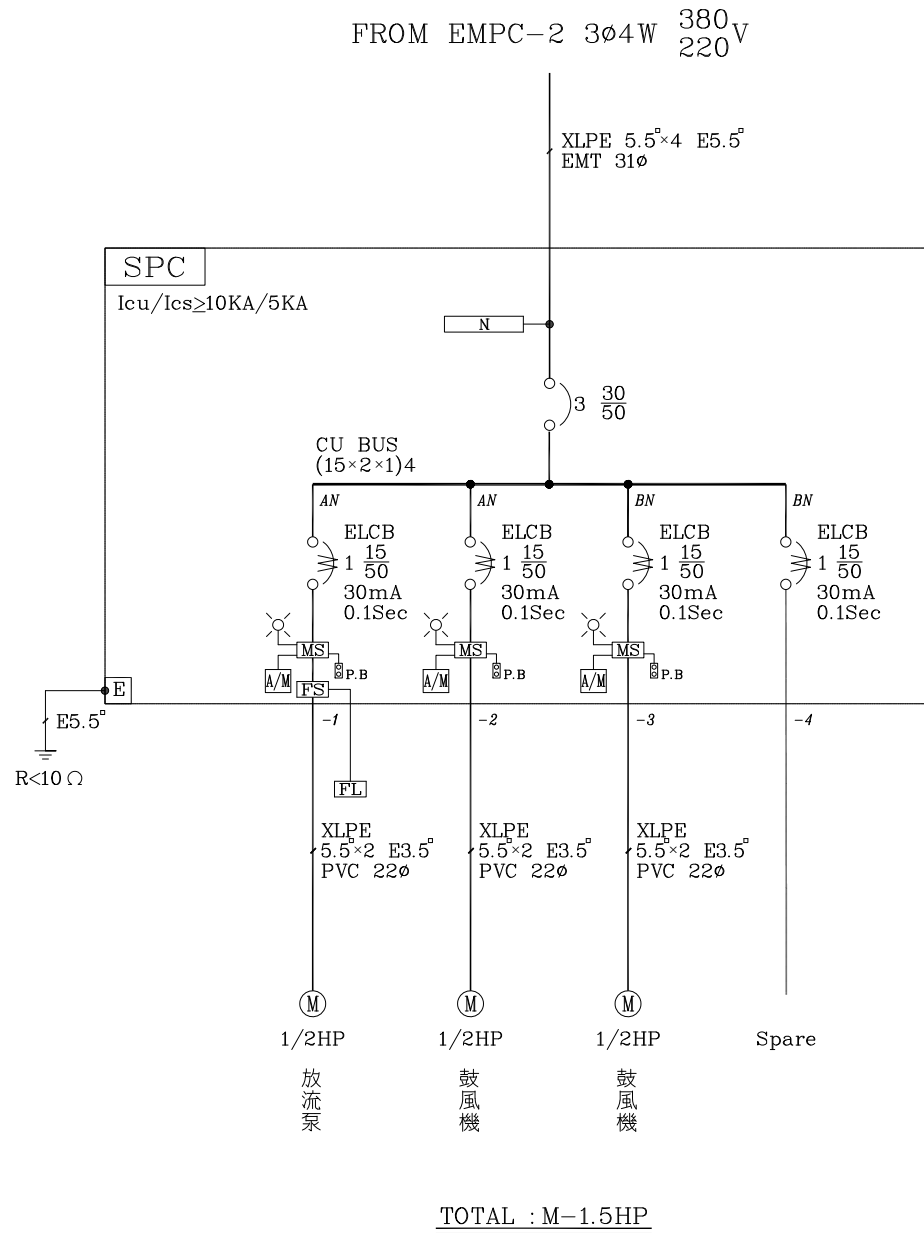 FROM EMPC-2 3ø4W 380/220V
XLPE 5.5□×4 E5.5□
EMT 31ø
SPC
Icu/Ics≥10KA/5KA
N
3 30/50
CU BUS
(15×2×1)4
AN
AN
BN
BN
ELCB
1 15/50
30mA
0.1Sec
ELCB
1 15/50
30mA
0.1Sec
ELCB
1 15/50
30mA
0.1Sec
ELCB
1 15/50
30mA
0.1Sec
MS
A/M
P.B
FS
MS
A/M
P.B
MS
A/M
P.B
E
E5.5□
R<10Ω
-1
-2
-3
-4
FL
XLPE
5.5□×2 E3.5□
PVC 22ø
XLPE
5.5□×2 E3.5□
PVC 22ø
XLPE
5.5□×2 E3.5□
PVC 22ø
M
M
M
1/2HP
1/2HP
1/2HP
Spare
放流泵
鼓風機
鼓風機
TOTAL : M-1.5HP